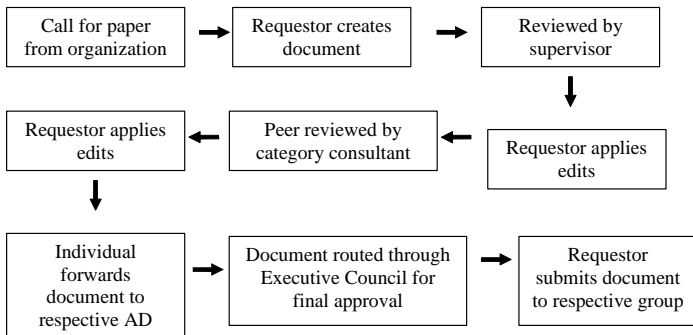 Call for paper
from organization
Requestor creates
document
Reviewed by
supervisor
Requestor applies
edits
Peer reviewed by
category consultant
Requestor applies
edits
Individual
forwards
document to
respective AD
Document routed through
Executive Council for
final approval
Requestor
submits document
to respective group